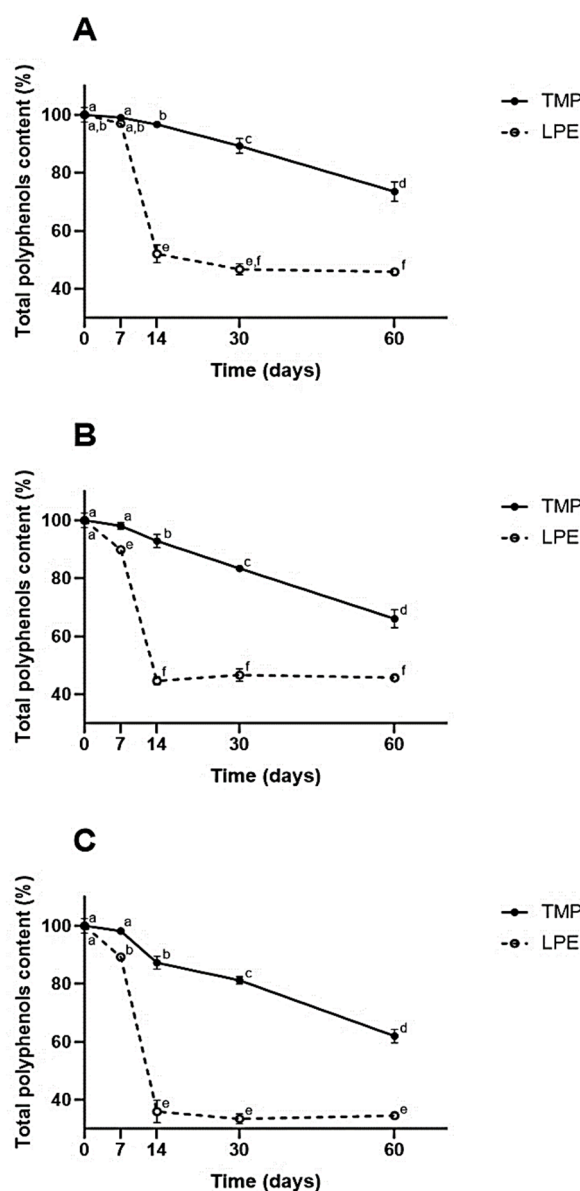 A
Total polyphenols content (%)
100
80
60
40
a
a
b
c
d
a,b
a,b
e
e,f
f
TMP
LPE
0 7 14 30 60
Time (days)
B
Total polyphenols content (%)
100
80
60
40
a
a
b
c
d
a
e
f
f
f
TMP
LPE
0 7 14 30 60
Time (days)
C
Total polyphenols content (%)
100
80
60
40
a
a
b
c
d
a
b
e
e
e
TMP
LPE
0 7 14 30 60
Time (days)